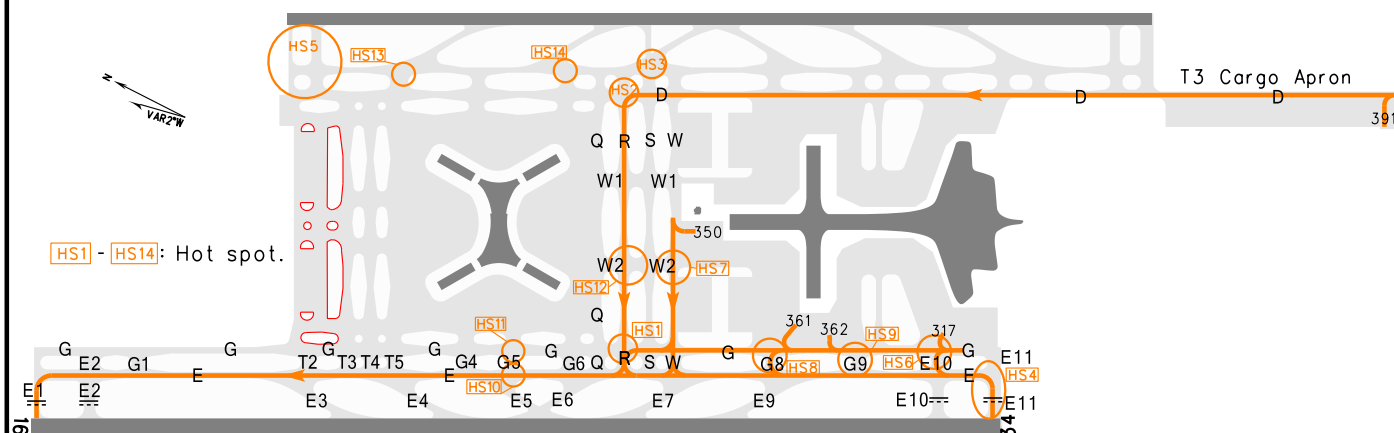 HS5
HS13
HS14
HS3
HS2
T3 Cargo Apron
N
VAR2°W
D
D
D
391
Q R S W
W1 W1
350
HS1 - HS14: Hot spot.
W2 W2 HS7
HS12
Q
HS11 HS1 361 362 HS9 317
G G G G G G G
E2 G1 T2 T3 T4 T5 G4 G5 G6 Q R S W G8 HS8 G9 HS6 E10 E11
E E E HS4
HS10
E1 E2 E3 E4 E5 E6 E7 E9 E10 E11
16
34